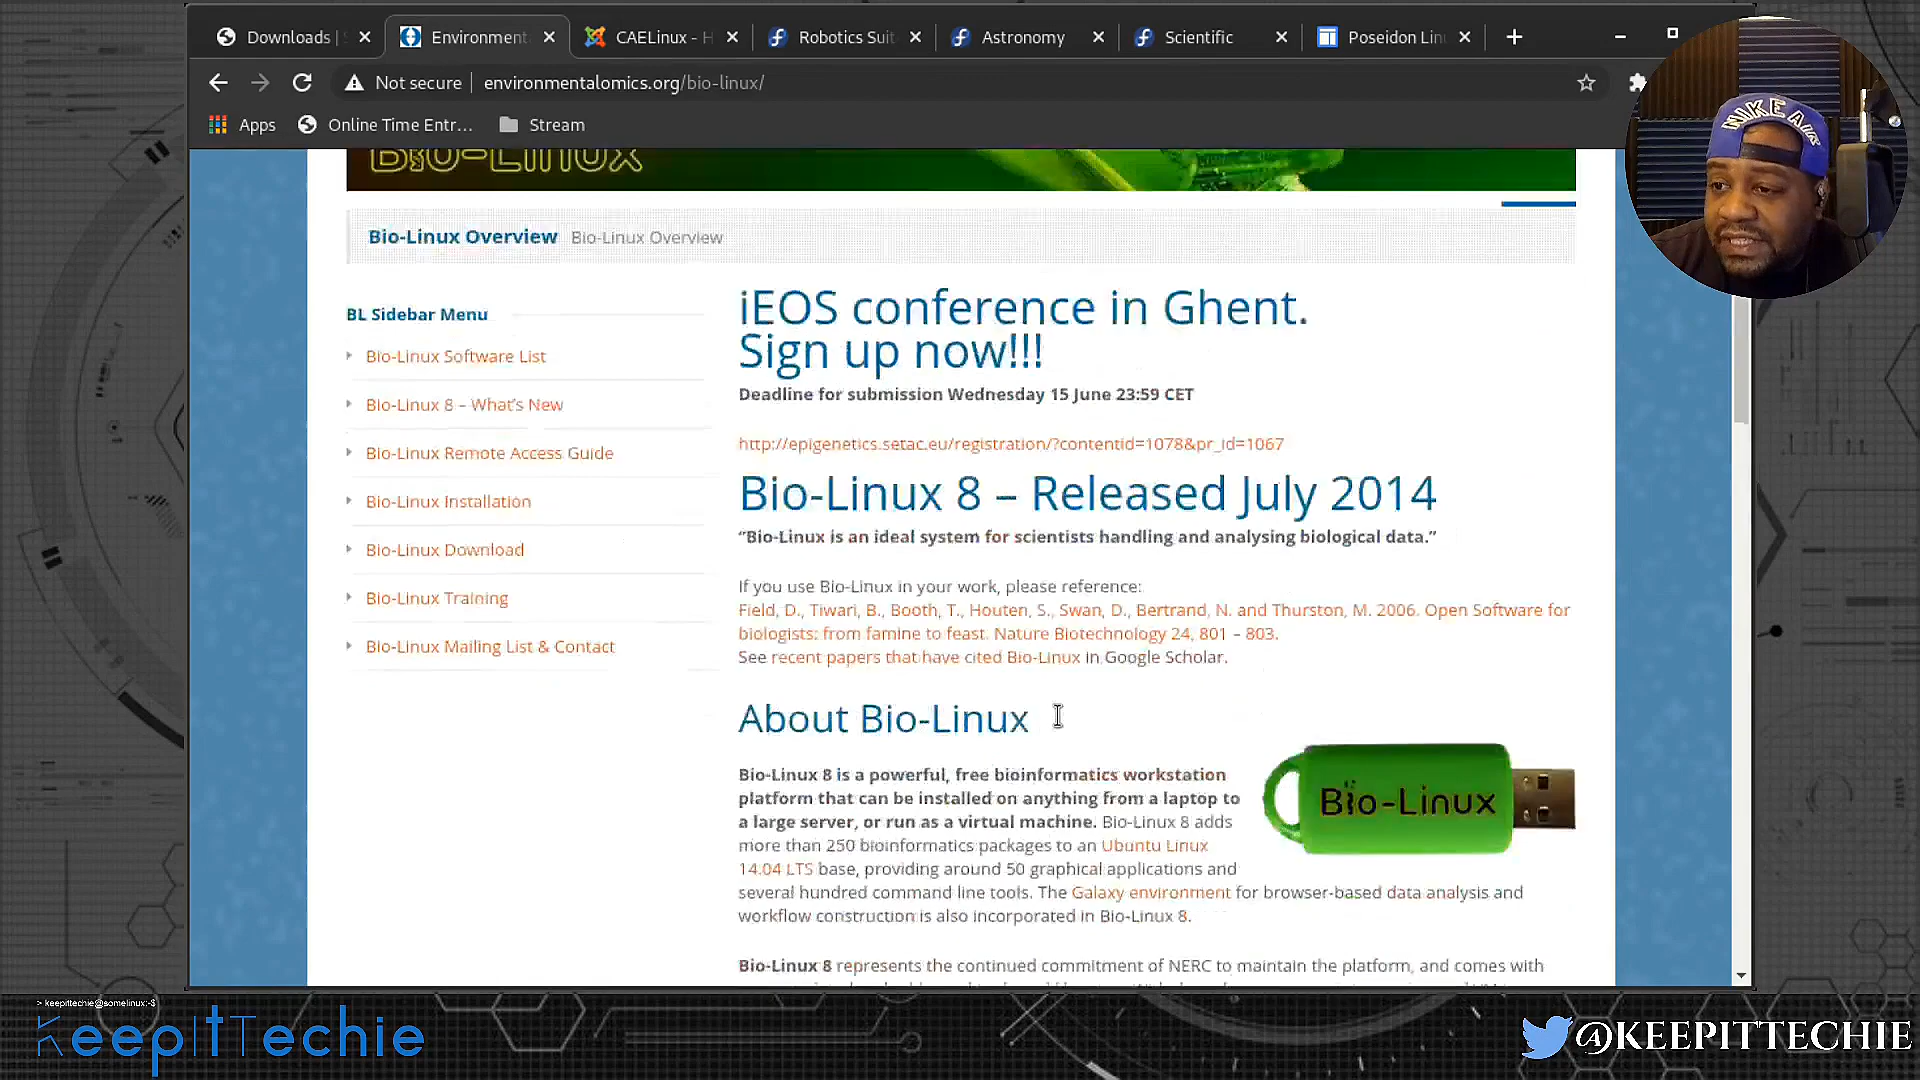 Downloads | S
Environment
CAELinux - H
Robotics Suit
Astronomy
Scientific
Poseidon Lin
Not secure
environmentalomics.org/bio-linux/
Apps
Online Time Entr...
Stream
NIKE AIR
Bio-Linux
Bio-Linux Overview Bio-Linux Overview
BL Sidebar Menu
Bio-Linux Software List
Bio-Linux 8 – What's New
Bio-Linux Remote Access Guide
Bio-Linux Installation
Bio-Linux Download
Bio-Linux Training
Bio-Linux Mailing List & Contact
iEOS conference in Ghent.
Sign up now!!!
Deadline for submission Wednesday 15 June 23:59 CET
http://epigenetics.setac.eu/registration/?contentid=1078&pr_id=1067
Bio-Linux 8 – Released July 2014
“Bio-Linux is an ideal system for scientists handling and analysing biological data.”
If you use Bio-Linux in your work, please reference:
Field, D., Tiwari, B., Booth, T., Houten, S., Swan, D., Bertrand, N. and Thurston, M. 2006. Open Software for
biologists: from famine to feast. Nature Biotechnology 24, 801 – 803.
See recent papers that have cited Bio-Linux in Google Scholar.
About Bio-Linux
Bio-Linux 8 is a powerful, free bioinformatics workstation
platform that can be installed on anything from a laptop to
a large server, or run as a virtual machine. Bio-Linux 8 adds
more than 250 bioinformatics packages to an Ubuntu Linux
14.04 LTS base, providing around 50 graphical applications and
several hundred command line tools. The Galaxy environment for browser-based data analysis and
workflow construction is also incorporated in Bio-Linux 8.
Bio-Linux
Bio-Linux 8 represents the continued commitment of NERC to maintain the platform, and comes with
> keepittechie@somelinux:~$
KeepItTechie
@KEEPITTECHIE